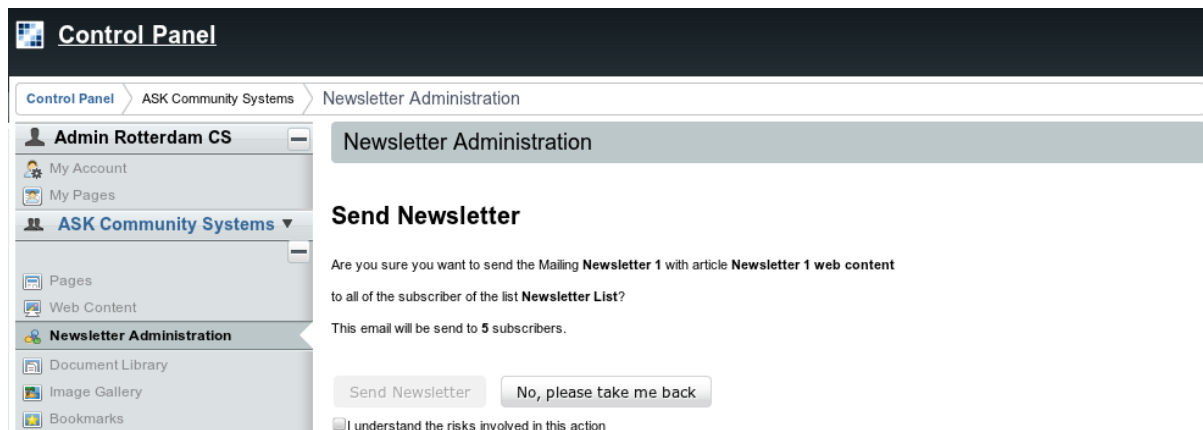 Control Panel
Control Panel ASK Community Systems Newsletter Administration
Admin Rotterdam CS
My Account
My Pages
ASK Community Systems
Pages
Web Content
Newsletter Administration
Document Library
Image Gallery
Bookmarks
Newsletter Administration
Send Newsletter
Are you sure you want to send the Mailing Newsletter 1 with article Newsletter 1 web content
to all of the subscriber of the list Newsletter List?
This email will be send to 5 subscribers.
Send Newsletter No, please take me back
I understand the risks involved in this action